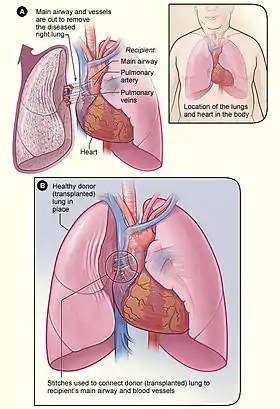 A
Main airway and vessels
are cut to remove
the diseased
right lung
Recipient:
Main airway
Pulmonary
artery
Pulmonary
veins
Heart
Location of the lungs
and heart in the body
B
Healthy donor
(transplanted)
lung in
place
Stitches used to connect donor (transplanted) lung to
recipient's main airway and blood vessels